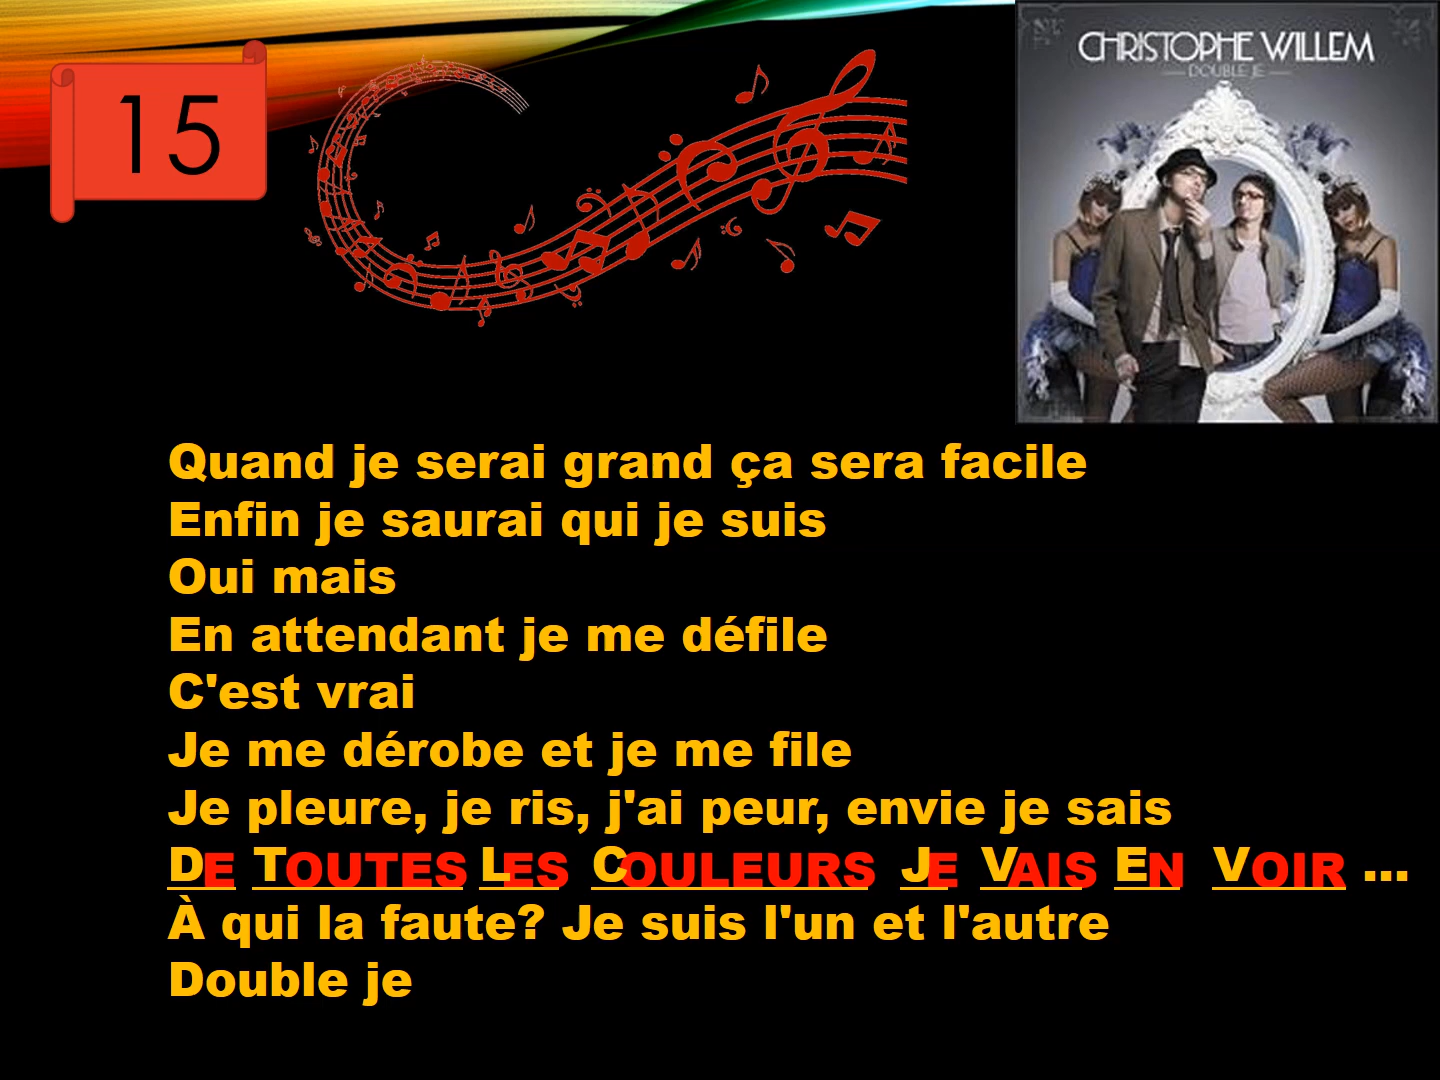 15
CHRISTOPHE WILLEM
DOUBLE JE
Quand je serai grand ça sera facile
Enfin je saurai qui je suis
Oui mais
En attendant je me défile
C'est vrai
Je me dérobe et je me file
Je pleure, je ris, j'ai peur, envie je sais
DE TOUTES LES COULEURS JE VAIS EN VOIR ...
À qui la faute? Je suis l'un et l'autre
Double je